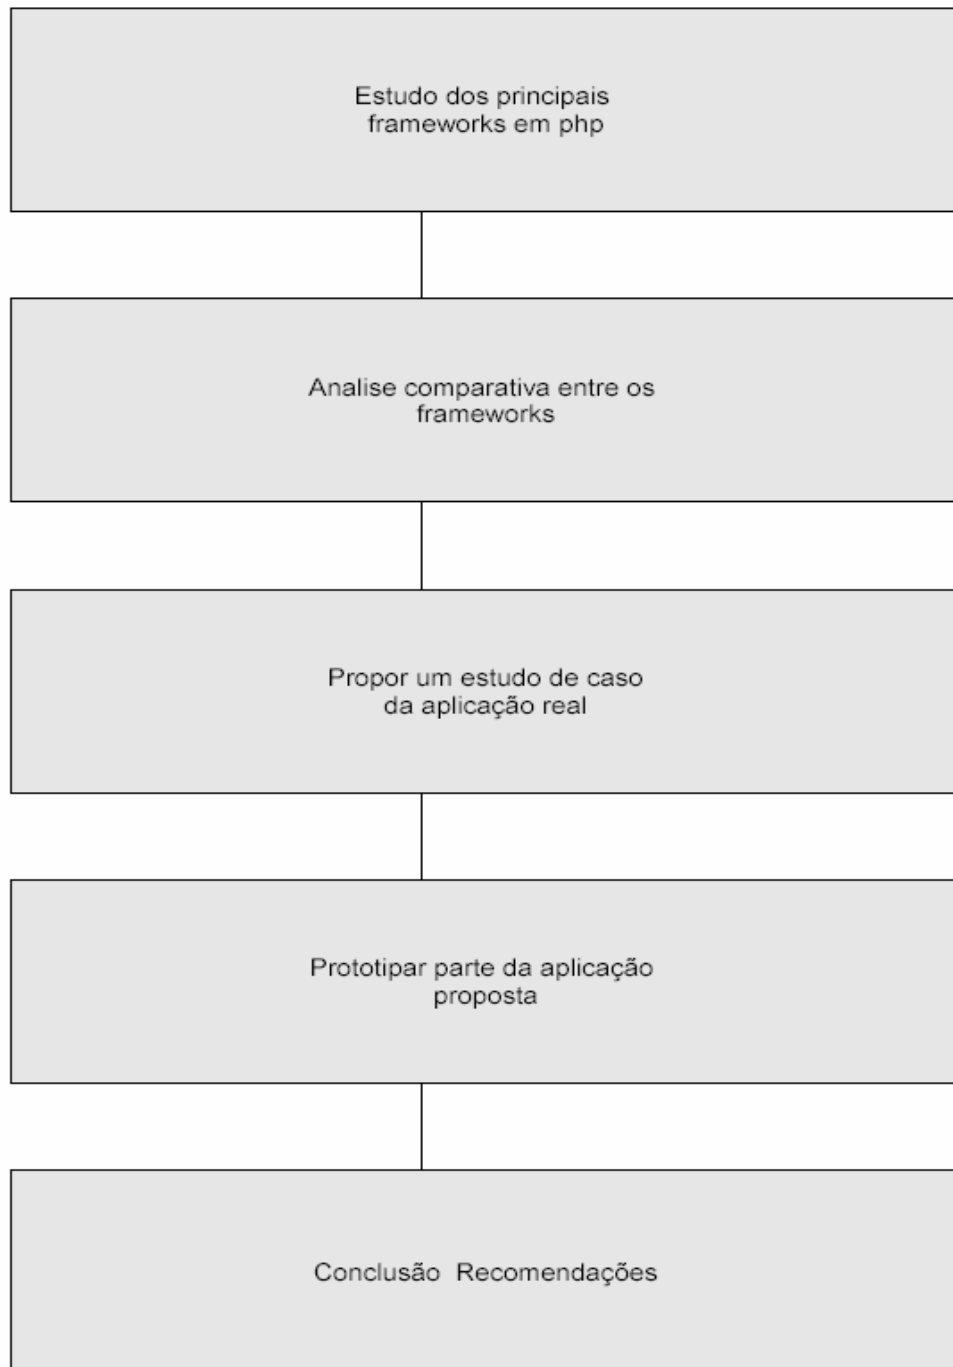 Estudo dos principais
frameworks em php
Analise comparativa entre os
frameworks
Propor um estudo de caso
da aplicação real
Prototipar parte da aplicação
proposta
Conclusão  Recomendações